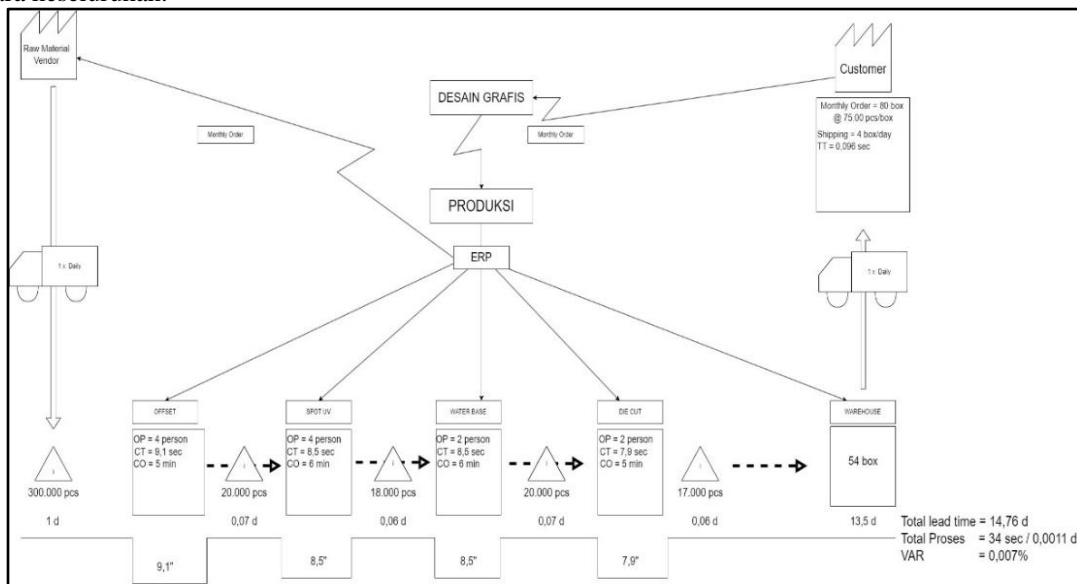 Raw Material
Vendor
Customer
DESAIN GRAFIS
Monthly Order = 80 box
@ 75.00 pcs/box
Shipping = 4 box/day
TT = 0,096 sec
Monthly Order
Monthly Order
PRODUKSI
ERP
1 x Daily
1 x Daily
OFFSET
SPOT UV
WATER BASE
DIE CUT
WAREHOUSE
OP = 4 person
CT = 9,1 sec
CO = 5 min
OP = 4 person
CT = 8,5 sec
CO = 6 min
OP = 2 person
CT = 8,5 sec
CO = 6 min
OP = 2 person
CT = 7,9 sec
CO = 5 min
54 box
I
I
I
I
I
300.000 pcs
20.000 pcs
18.000 pcs
20.000 pcs
17.000 pcs
1 d
0,07 d
0,06 d
0,07 d
0,06 d
13,5 d
9,1"
8,5"
8,5"
7,9"
Total lead time = 14,76 d
Total Proses = 34 sec / 0,0011 d
VAR = 0,007%